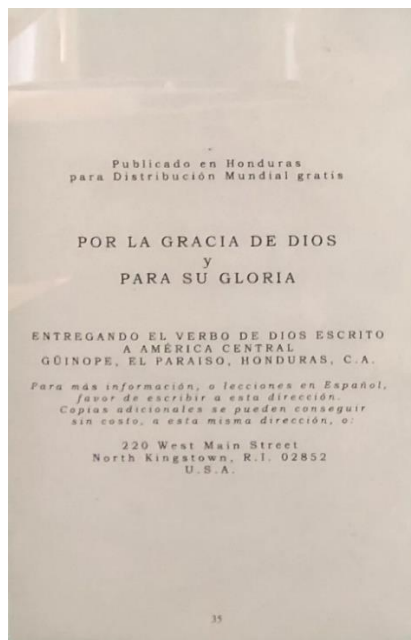 Publicado en Honduras
para Distribución Mundial gratis
POR LA GRACIA DE DIOS
y
PARA SU GLORIA
ENTREGANDO EL VERBO DE DIOS ESCRITO
A AMÉRICA CENTRAL
GÜINOPE, EL PARAISO, HONDURAS, C.A.
Para más información, o lecciones en Español,
favor de escribir a esta dirección.
Copias adicionales se pueden conseguir
sin costo, a esta misma dirección, o:
220 West Main Street
North Kingstown, R.I. 02852
U.S.A.
35